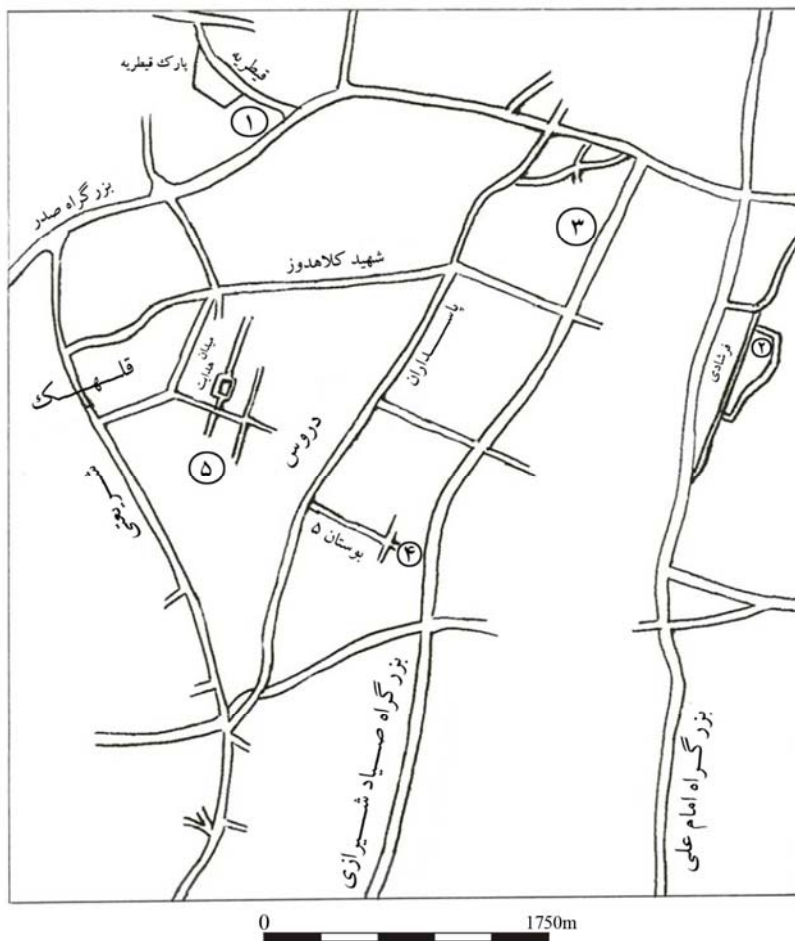 پارک قیطریه
قیطریه
۱
بزرگراه صدر
۳
شهید کلاهدوز
پاسداران
۲
فرشادی
میدان هدایت
قلهک
دروس
۵
شریعتی
بوستان ۵
۴
بزرگراه صیاد شیرازی
بزرگراه امام علی
0 1750m